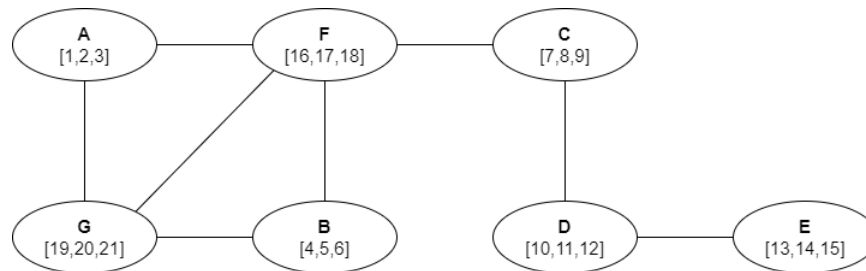 A
[1,2,3]
F
[16,17,18]
C
[7,8,9]
G
[19,20,21]
B
[4,5,6]
D
[10,11,12]
E
[13,14,15]